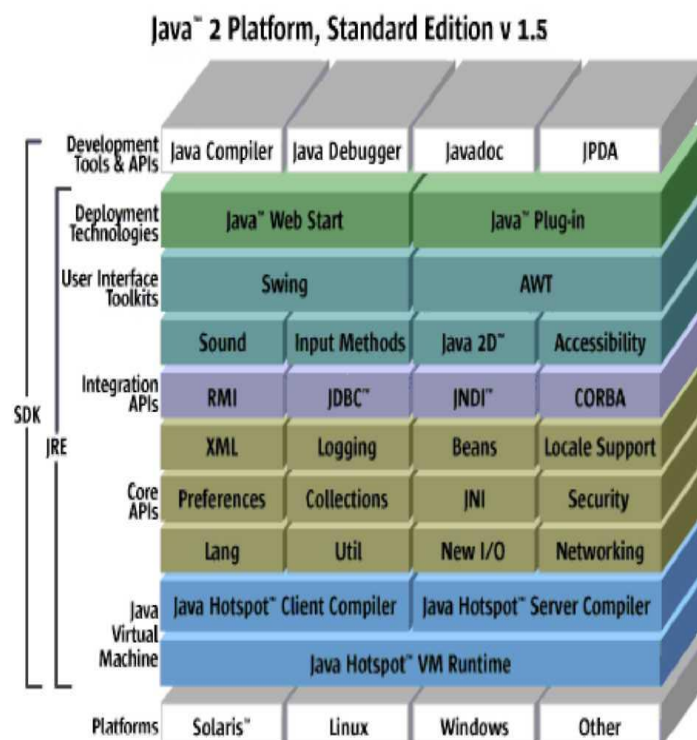 Java™ 2 Platform, Standard Edition v 1.5
Development
Tools & APIs
Java Compiler
Java Debugger
Javadoc
JPDA
Deployment
Technologies
Java™ Web Start
Java™ Plug-in
User Interface
Toolkits
Swing
AWT
Sound
Input Methods
Java 2D™
Accessibility
Integration
APIs
RMI
JDBC™
JNDI™
CORBA
SDK
JRE
XML
Logging
Beans
Locale Support
Core
APIs
Preferences
Collections
JNI
Security
Lang
Util
New I/O
Networking
Java
Virtual
Machine
Java Hotspot™ Client Compiler
Java Hotspot™ Server Compiler
Java Hotspot™ VM Runtime
Platforms
Solaris™
Linux
Windows
Other